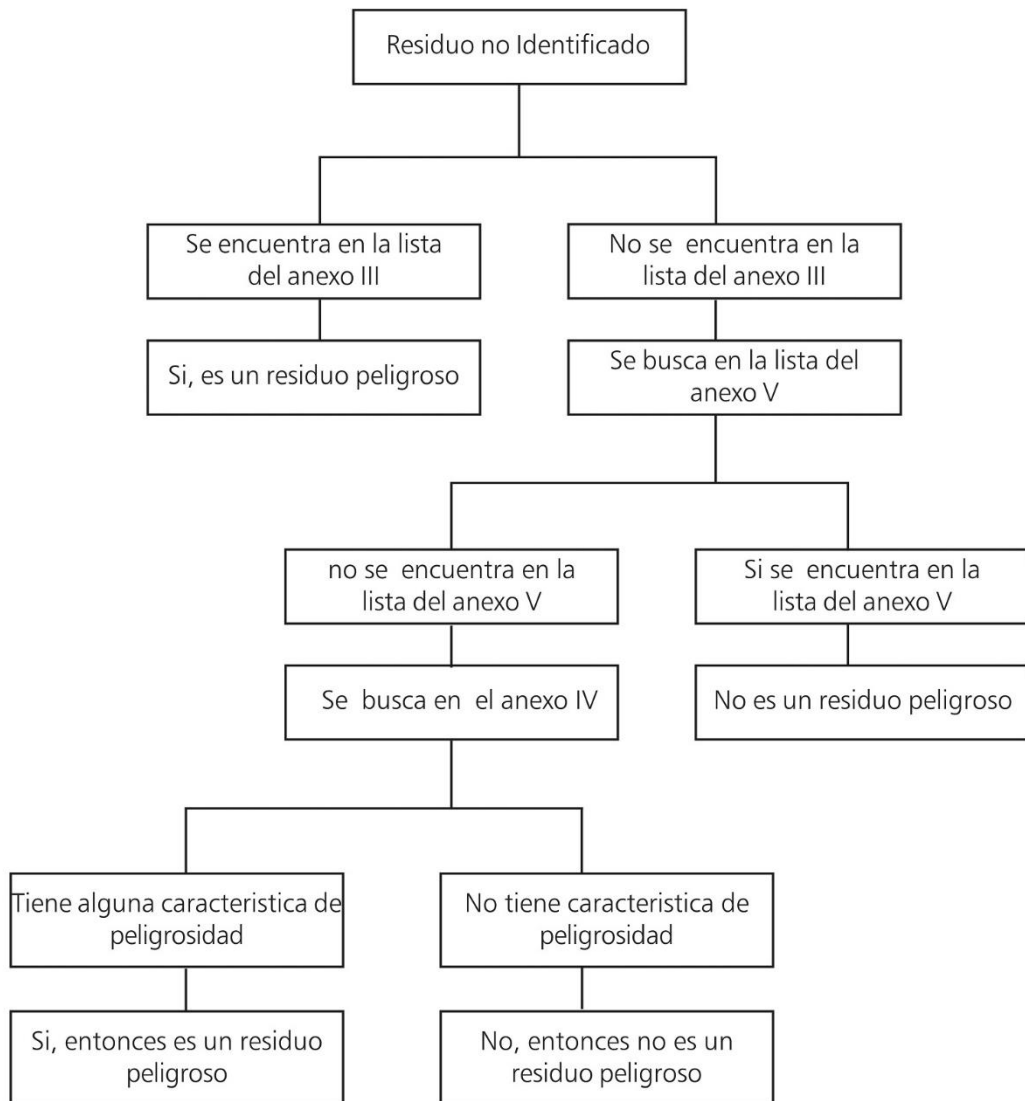 Residuo no Identificado
Se encuentra en la lista
del anexo III
No se encuentra en la
lista del anexo III
Si, es un residuo peligroso
Se busca en la lista del
anexo V
no se encuentra en la
lista del anexo V
Si se encuentra en la
lista del anexo V
Se busca en el anexo IV
No es un residuo peligroso
Tiene alguna caracteristica de
peligrosidad
No tiene caracteristica de
peligrosidad
Si, entonces es un residuo
peligroso
No, entonces no es un
residuo peligroso